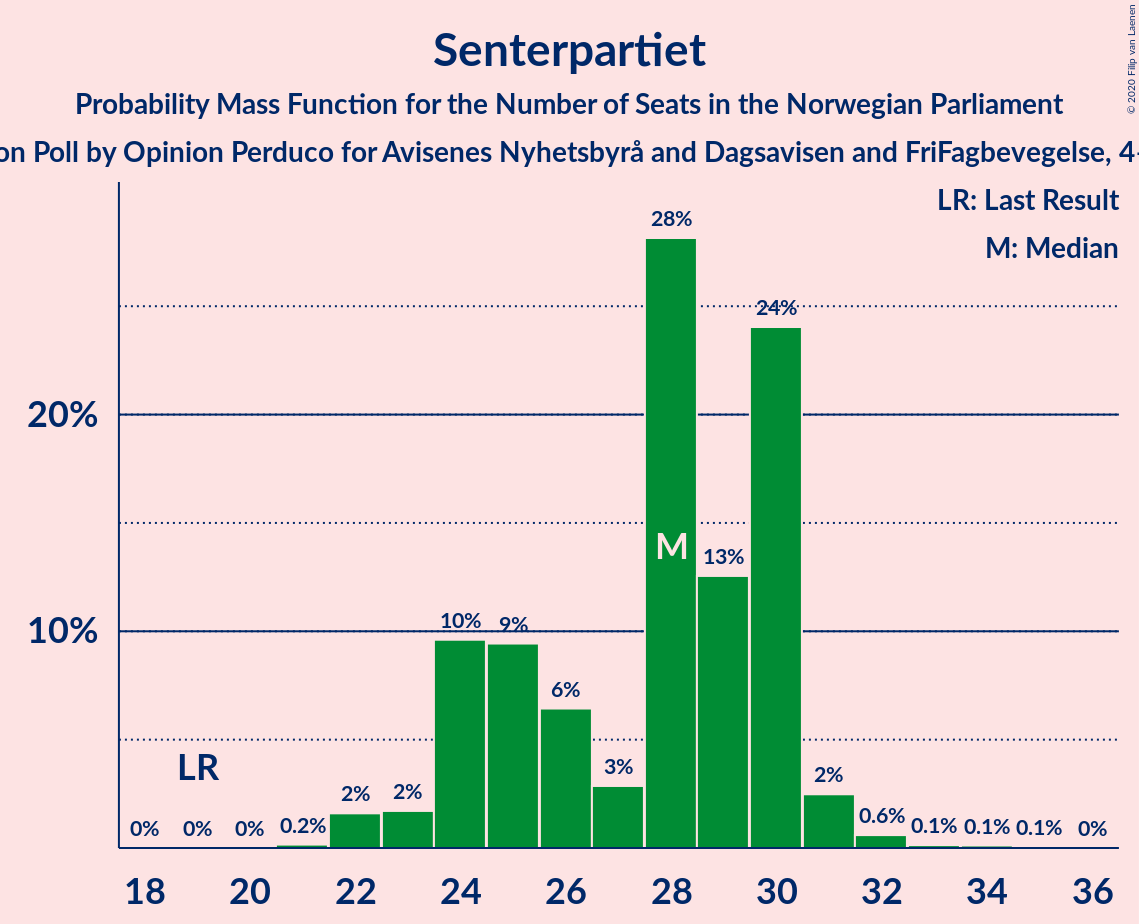 Senterpartiet
Probability Mass Function for the Number of Seats in the Norwegian Parliament
on Poll by Opinion Perduco for Avisenes Nyhetsbyrå and Dagsavisen and FriFagbevegelse, 4
© 2020 Filip van Laenen
LR: Last Result
M: Median
28%
24%
20%
M
13%
10%
10% 9%
6%
LR
3%
2% 2% 2%
0% 0% 0% 0.2% 0.6% 0.1% 0.1% 0.1% 0%
18 20 22 24 26 28 30 32 34 36